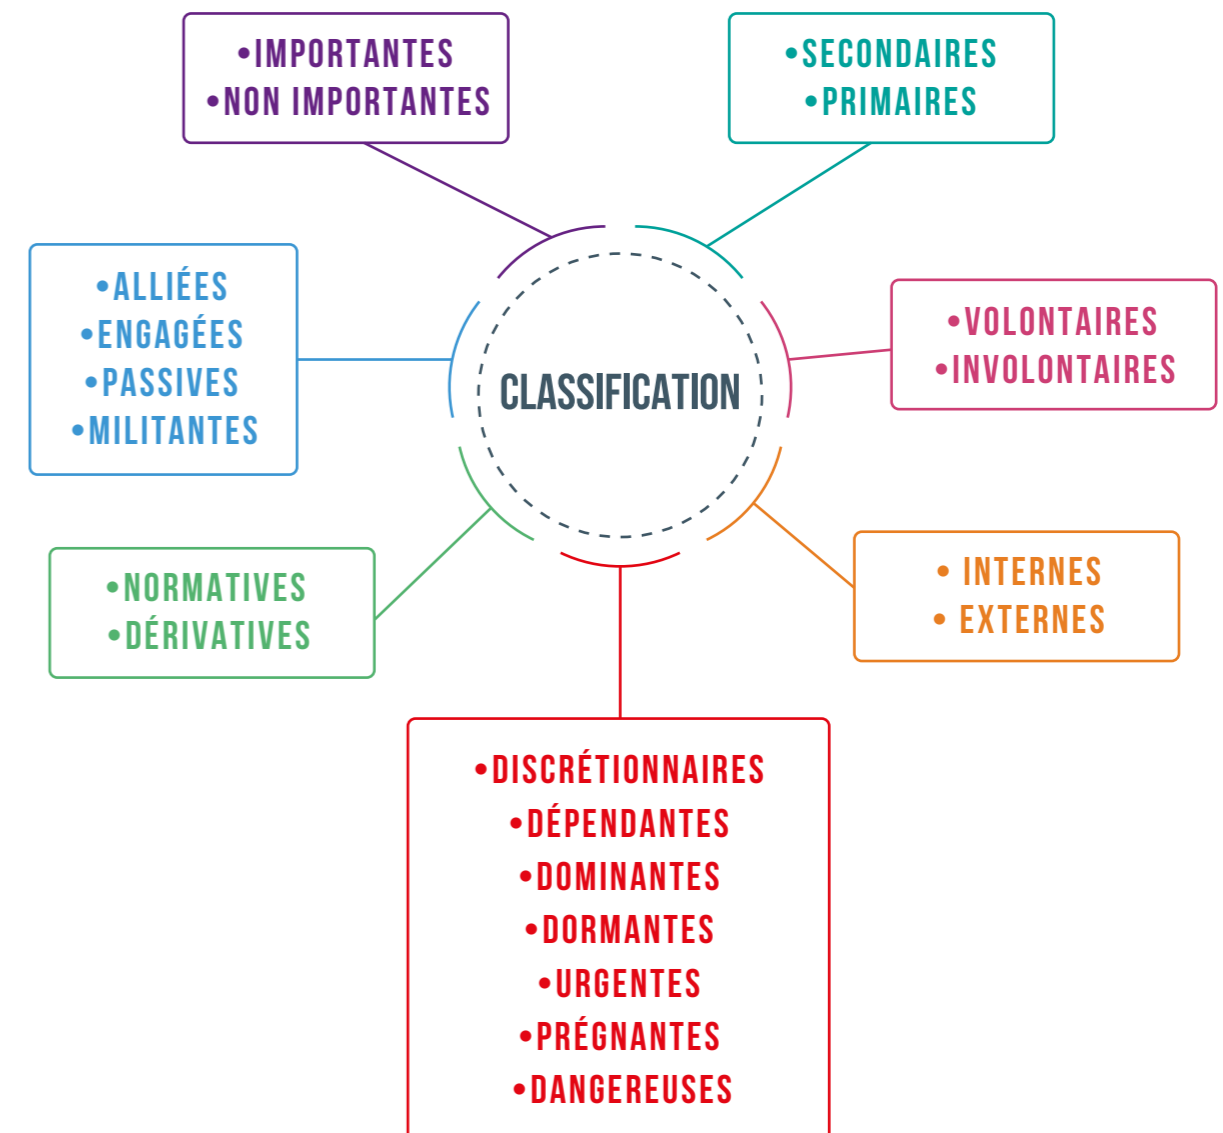 •IMPORTANTES
•NON IMPORTANTES
•SECONDAIRES
•PRIMAIRES
•ALLIÉES
•ENGAGÉES
•PASSIVES
•MILITANTES
•VOLONTAIRES
•INVOLONTAIRES
CLASSIFICATION
•NORMATIVES
•DÉRIVATIVES
• INTERNES
• EXTERNES
•DISCRÉTIONNAIRES
•DÉPENDANTES
•DOMINANTES
•DORMANTES
•URGENTES
•PRÉGNANTES
•DANGEREUSES